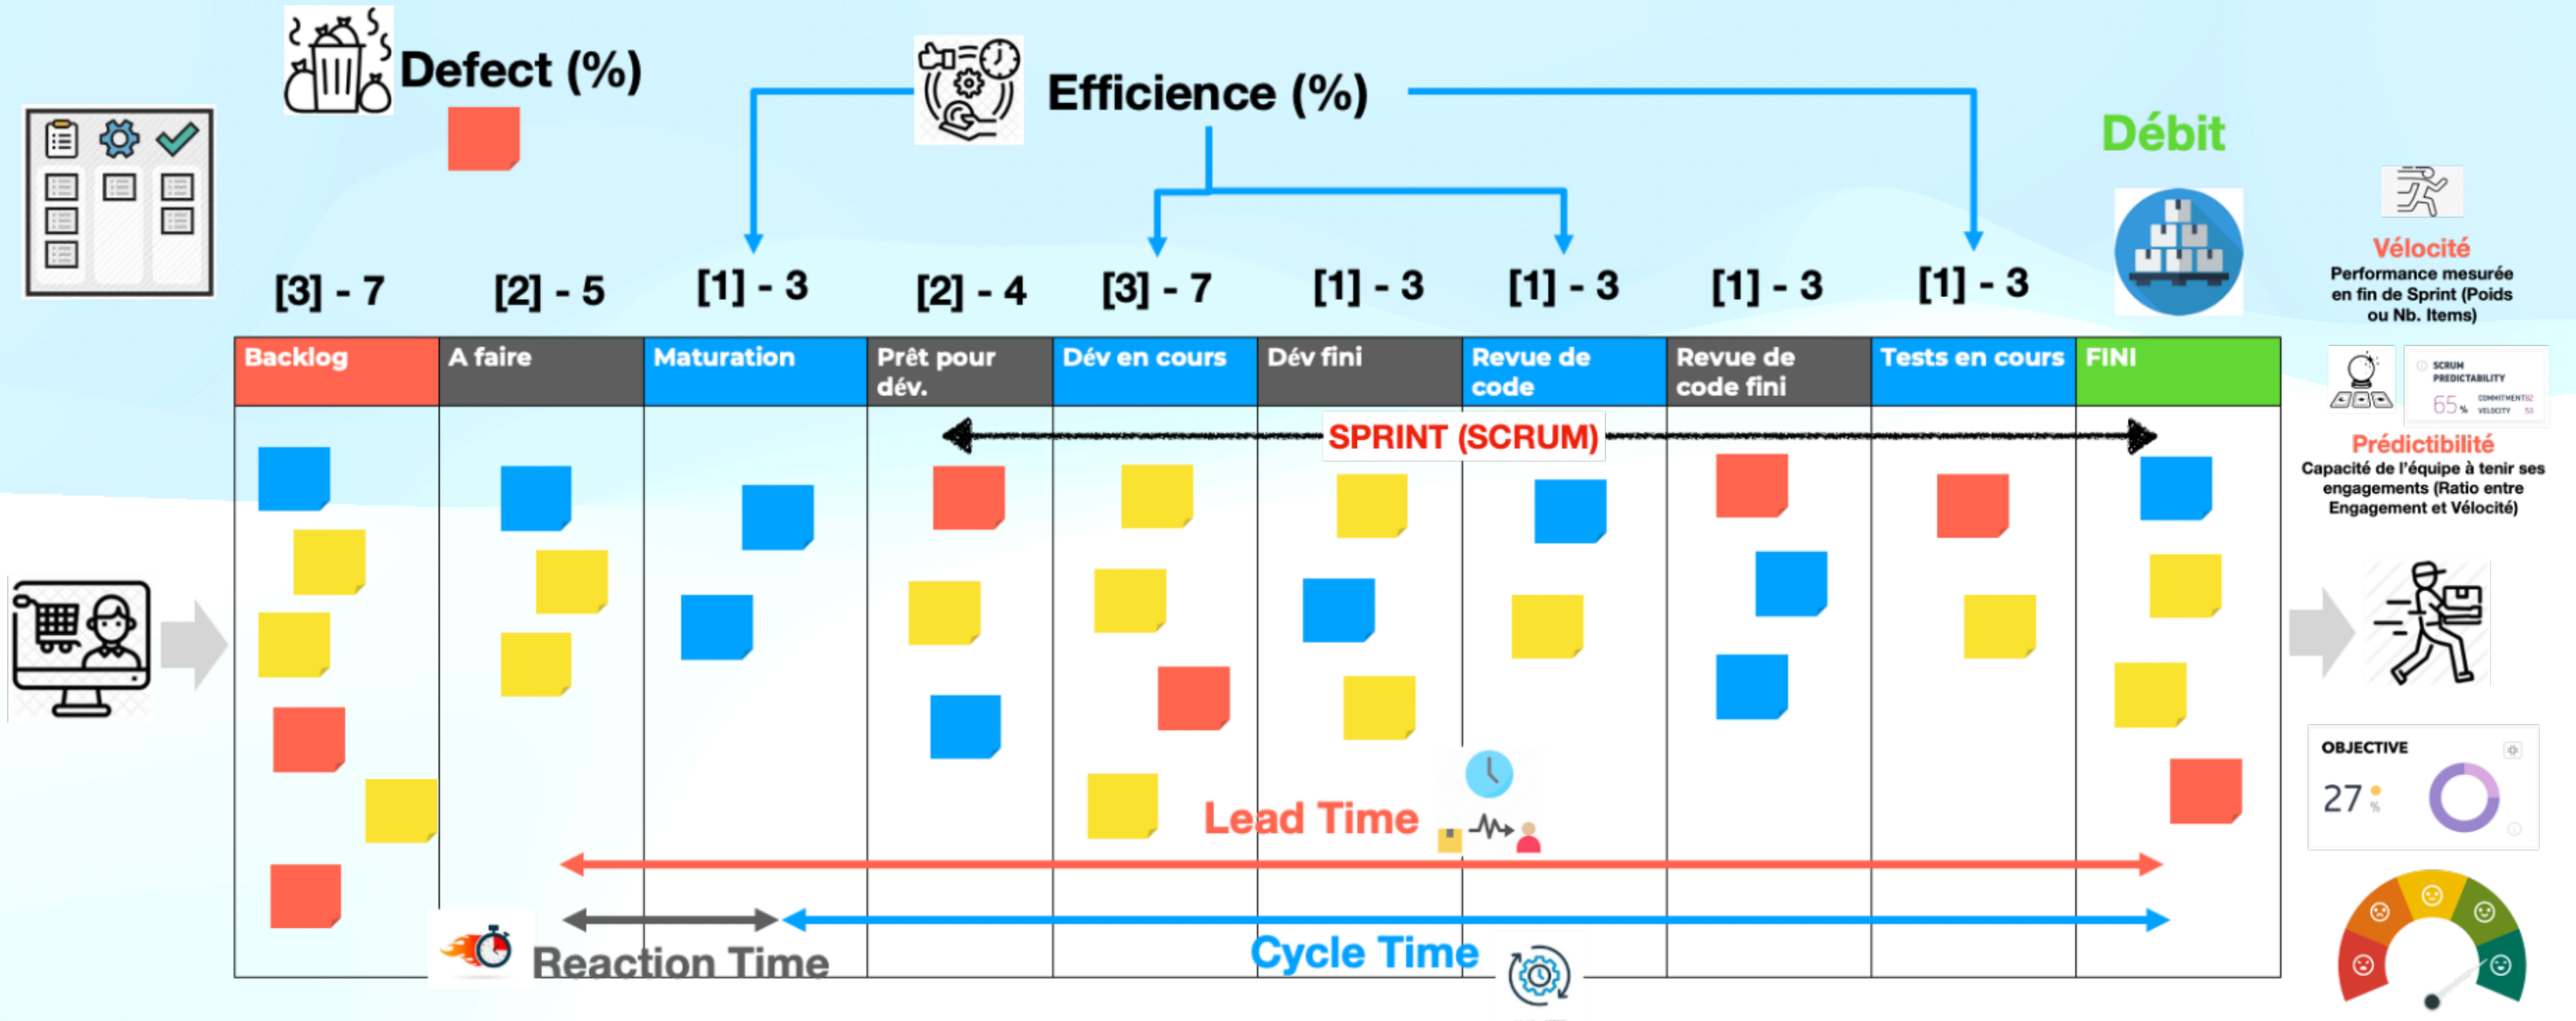 Defect (%)
Efficience (%)
Débit
Vélocité
Performance mesurée
en fin de Sprint (Poids
ou Nb. Items)
[3] - 7
[2] - 5
[1] - 3
[2] - 4
[3] - 7
[1] - 3
[1] - 3
[1] - 3
[1] - 3
Backlog
A faire
Maturation
Prêt pour
dév.
Dév en cours
Dév fini
Revue de
code
Revue de
code fini
Tests en cours
FINI
SCRUM
PREDICTABILITY
65 %
COMMITMENT 82
VELOCITY 53
SPRINT (SCRUM)
Prédictibilité
Capacité de l'équipe à tenir ses
engagements (Ratio entre
Engagement et Vélocité)
OBJECTIVE
27 %
Lead Time
Reaction Time
Cycle Time